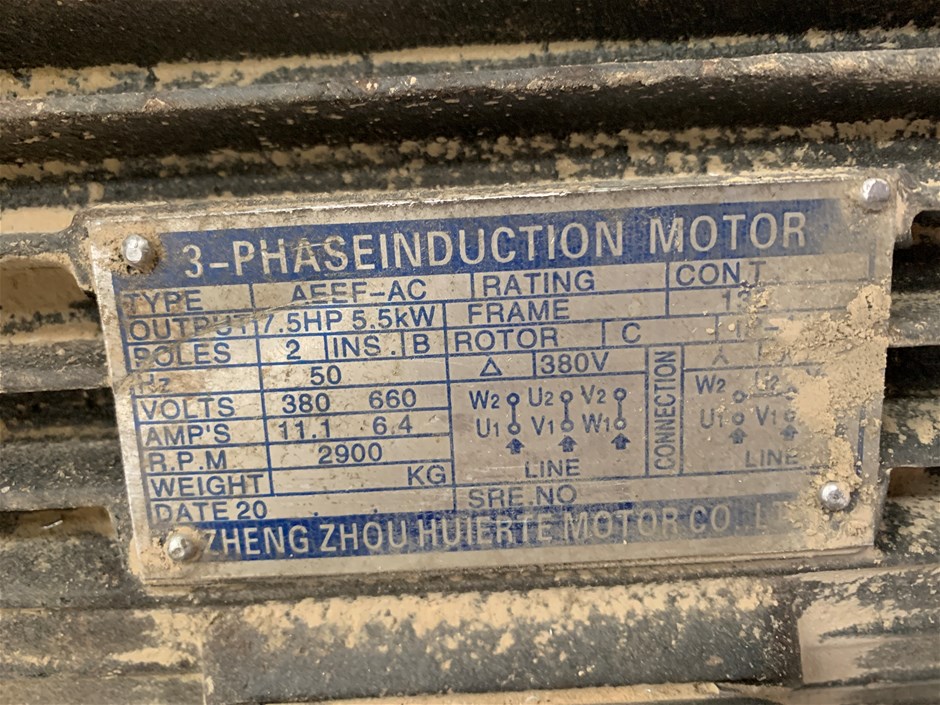 3-PHASEINDUCTION MOTOR
TYPE AEEF-AC RATING CON.T
OUTPUT 7.5HP 5.5kW FRAME
POLES 2 INS. B ROTOR C
Hz 50 △ 380V
VOLTS 380 660
AMP'S 11.1 6.4
R.P.M 2900
WEIGHT KG
DATE 20 SRE.NO
W2 U2 V2
U1 V1 W1
LINE
CONNECTION
W2 U2
U1 V1
LINE
ZHENG ZHOU HUIERTE MOTOR CO